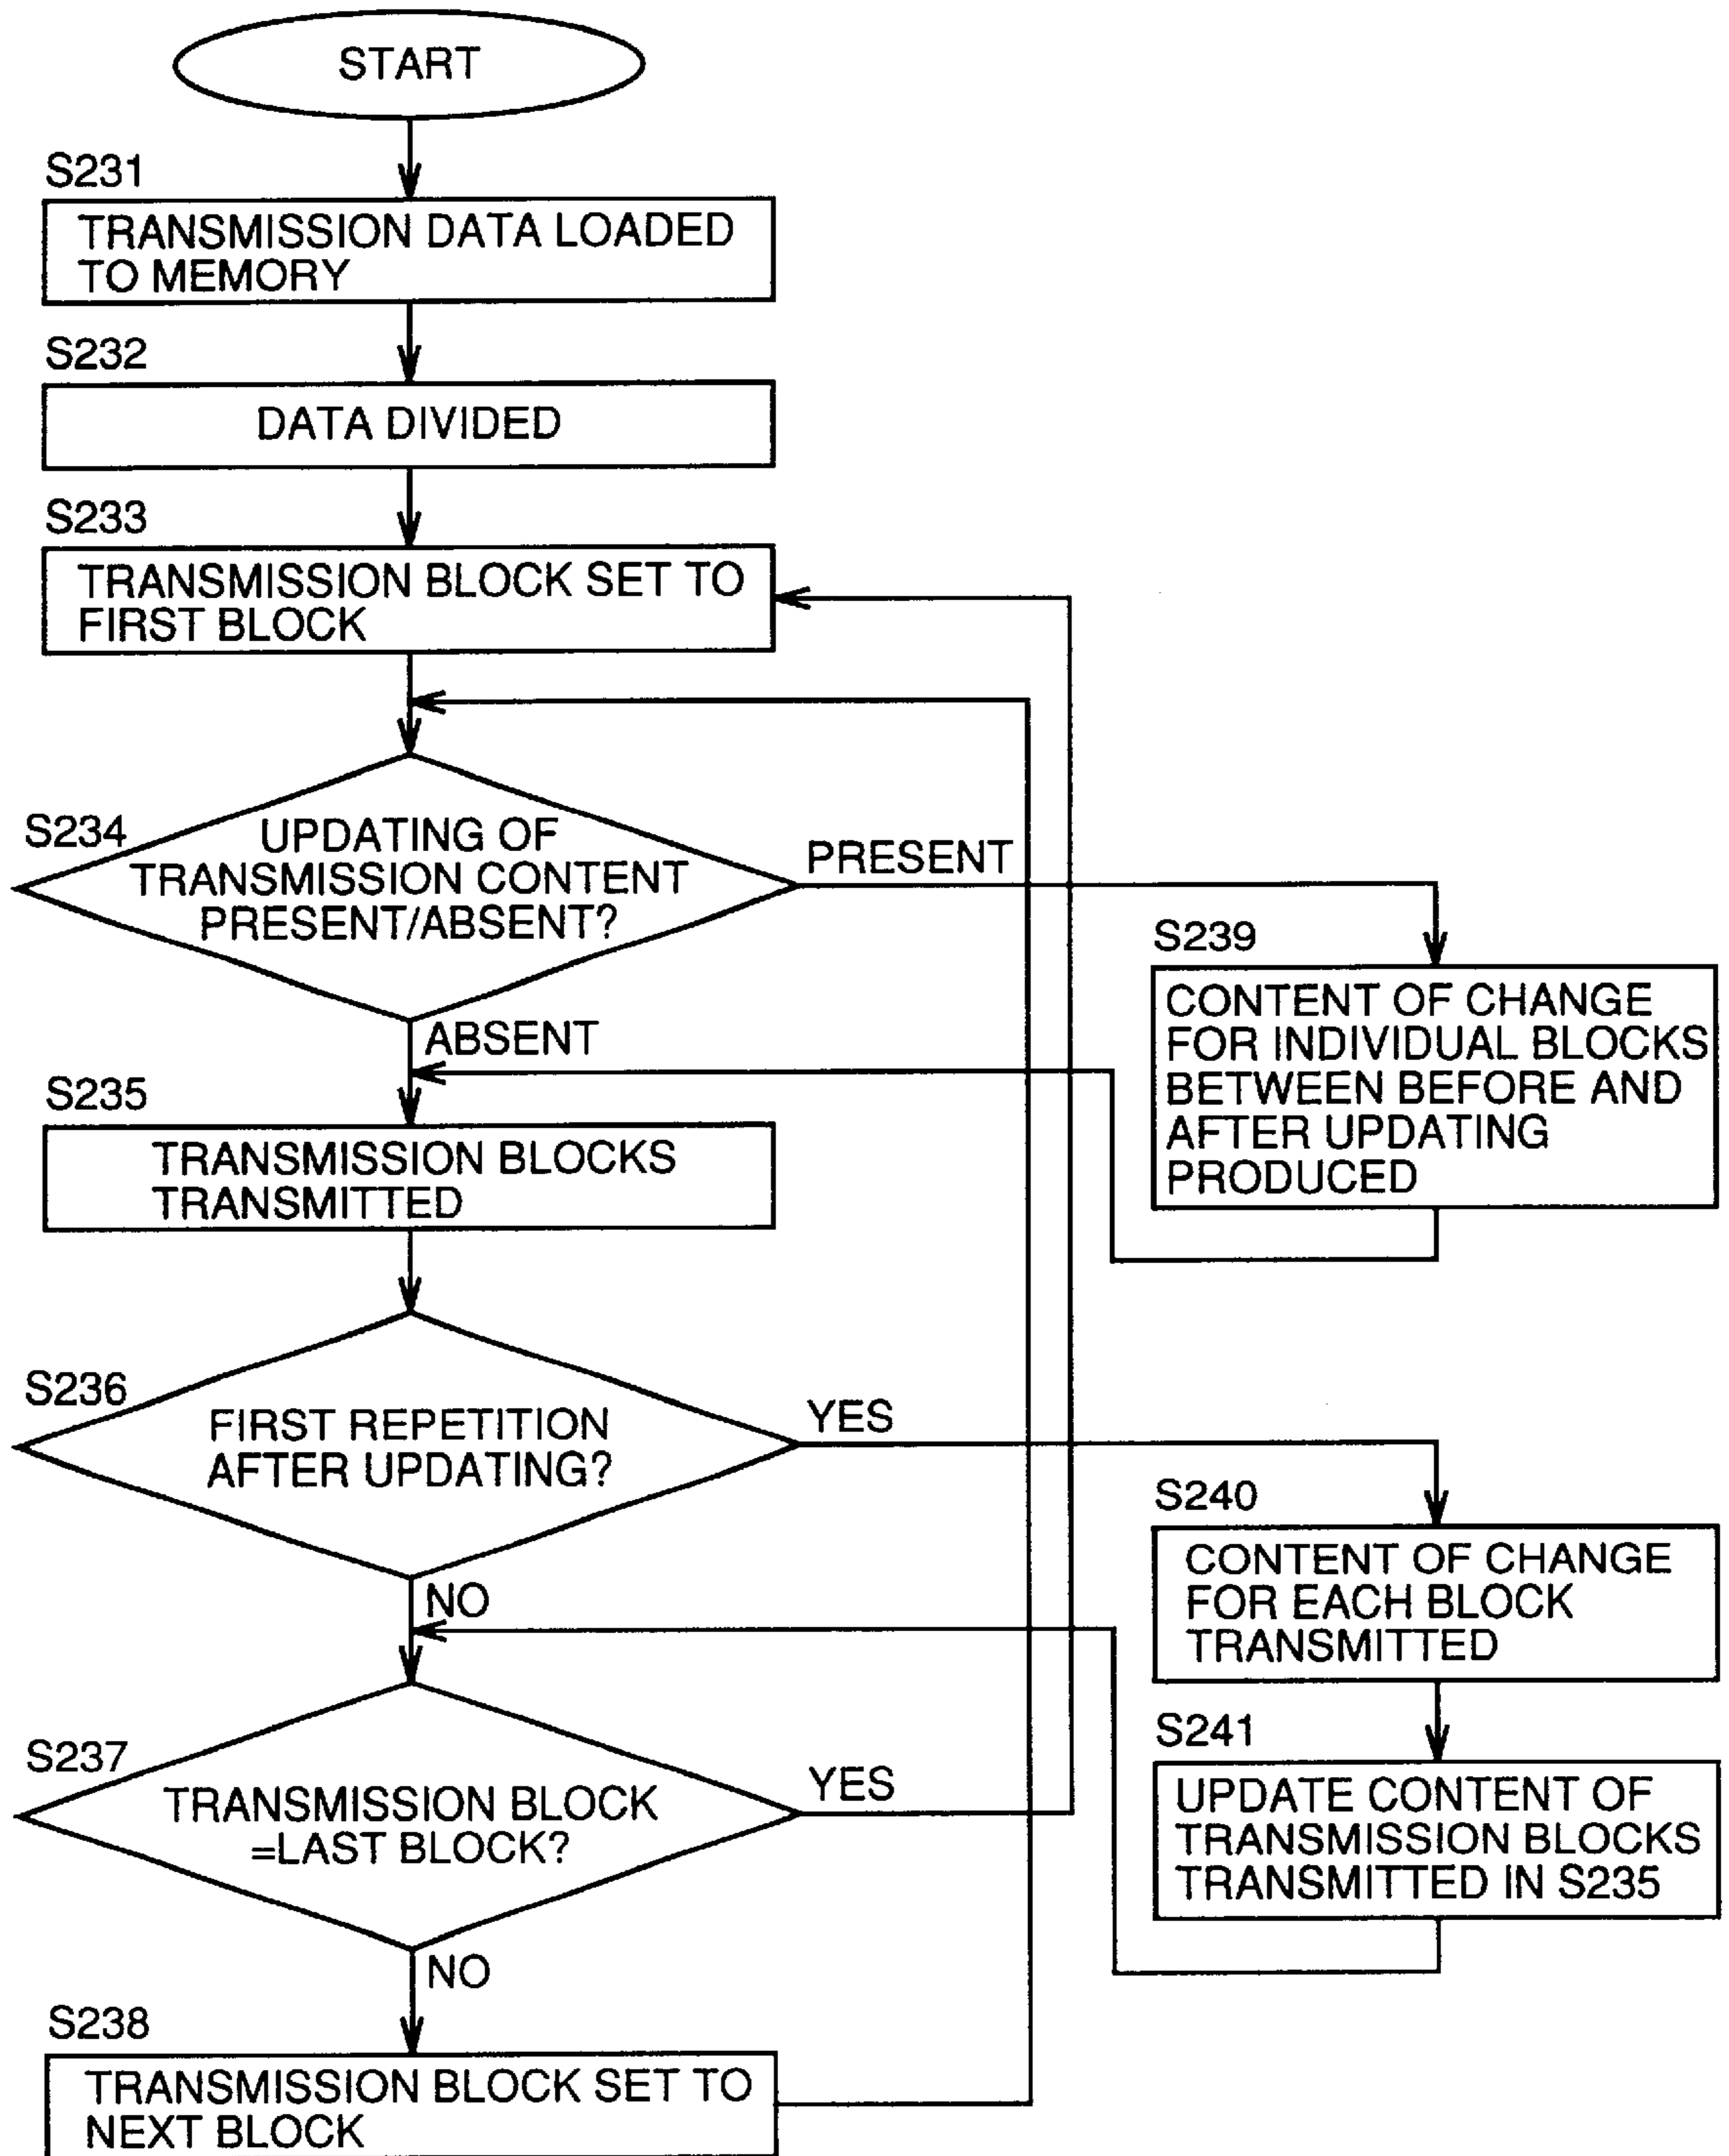 START
S231
TRANSMISSION DATA LOADED
TO MEMORY
S232
DATA DIVIDED
S233
TRANSMISSION BLOCK SET TO
FIRST BLOCK
S234
UPDATING OF
TRANSMISSION CONTENT
PRESENT/ABSENT?
PRESENT
ABSENT
S239
CONTENT OF CHANGE
FOR INDIVIDUAL BLOCKS
BETWEEN BEFORE AND
AFTER UPDATING
PRODUCED
S235
TRANSMISSION BLOCKS
TRANSMITTED
S236
FIRST REPETITION
AFTER UPDATING?
YES
NO
S240
CONTENT OF CHANGE
FOR EACH BLOCK
TRANSMITTED
S241
UPDATE CONTENT OF
TRANSMISSION BLOCKS
TRANSMITTED IN S235
S237
TRANSMISSION BLOCK
=LAST BLOCK?
YES
NO
S238
TRANSMISSION BLOCK SET TO
NEXT BLOCK